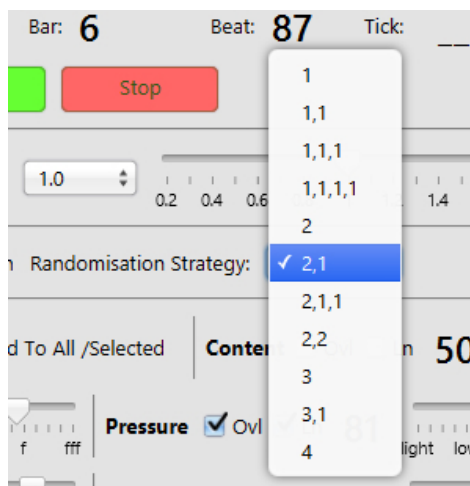 Bar: 6 Beat: 87 Tick: __
Stop
1
1,1
1,1,1
1,1,1,1
2
2,1
2,1,1
2,2
3
3,1
4
1.0
0.2 0.4 0.6 1.4
Randomisation Strategy:
d To All /Selected Conte 50
f fff Pressure Ovl 81 light lov